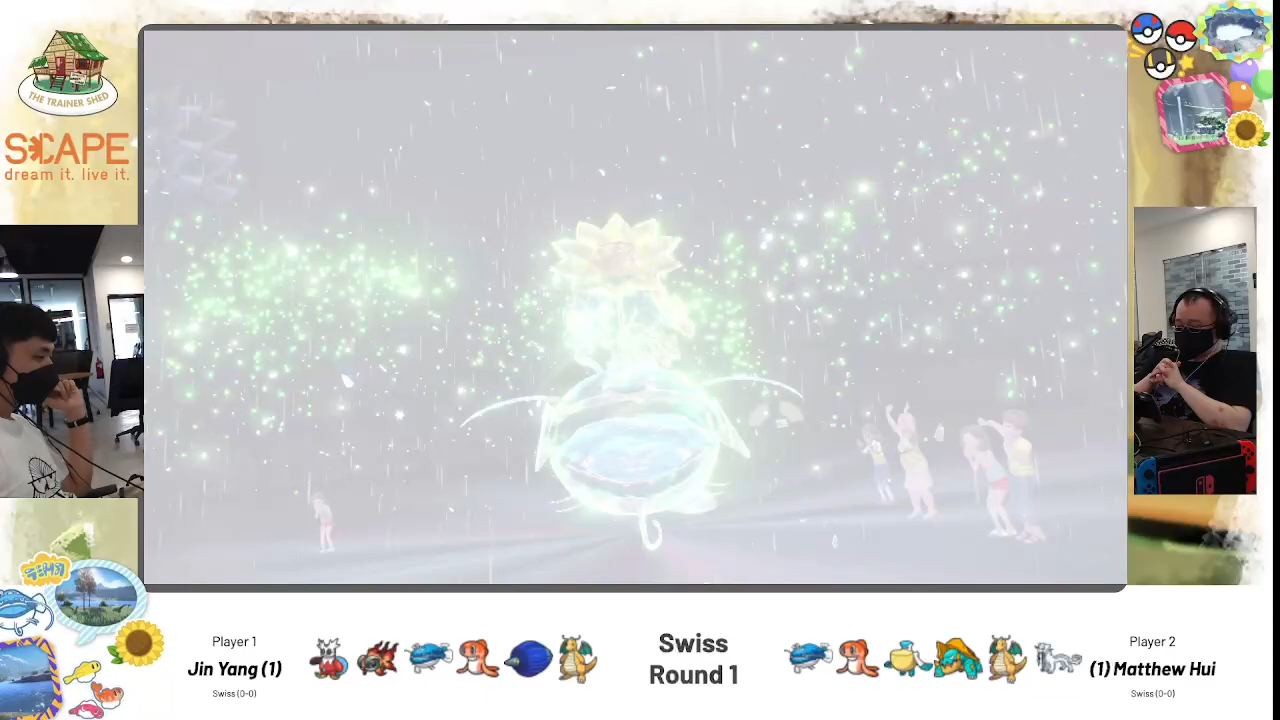 THE TRAINER SHED
SCAPE
dream it. live it.
Player 1
Jin Yang (1)
Swiss (0-0)
Swiss
Round 1
Player 2
(1) Matthew Hui
Swiss (0-0)